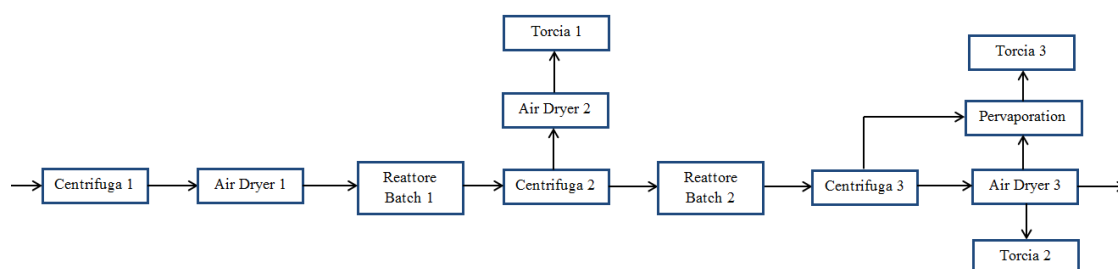 Torcia 1
Torcia 3
Air Dryer 2
Pervaporation
Centrifuga 1
Air Dryer 1
Reattore
Batch 1
Centrifuga 2
Reattore
Batch 2
Centrifuga 3
Air Dryer 3
Torcia 2